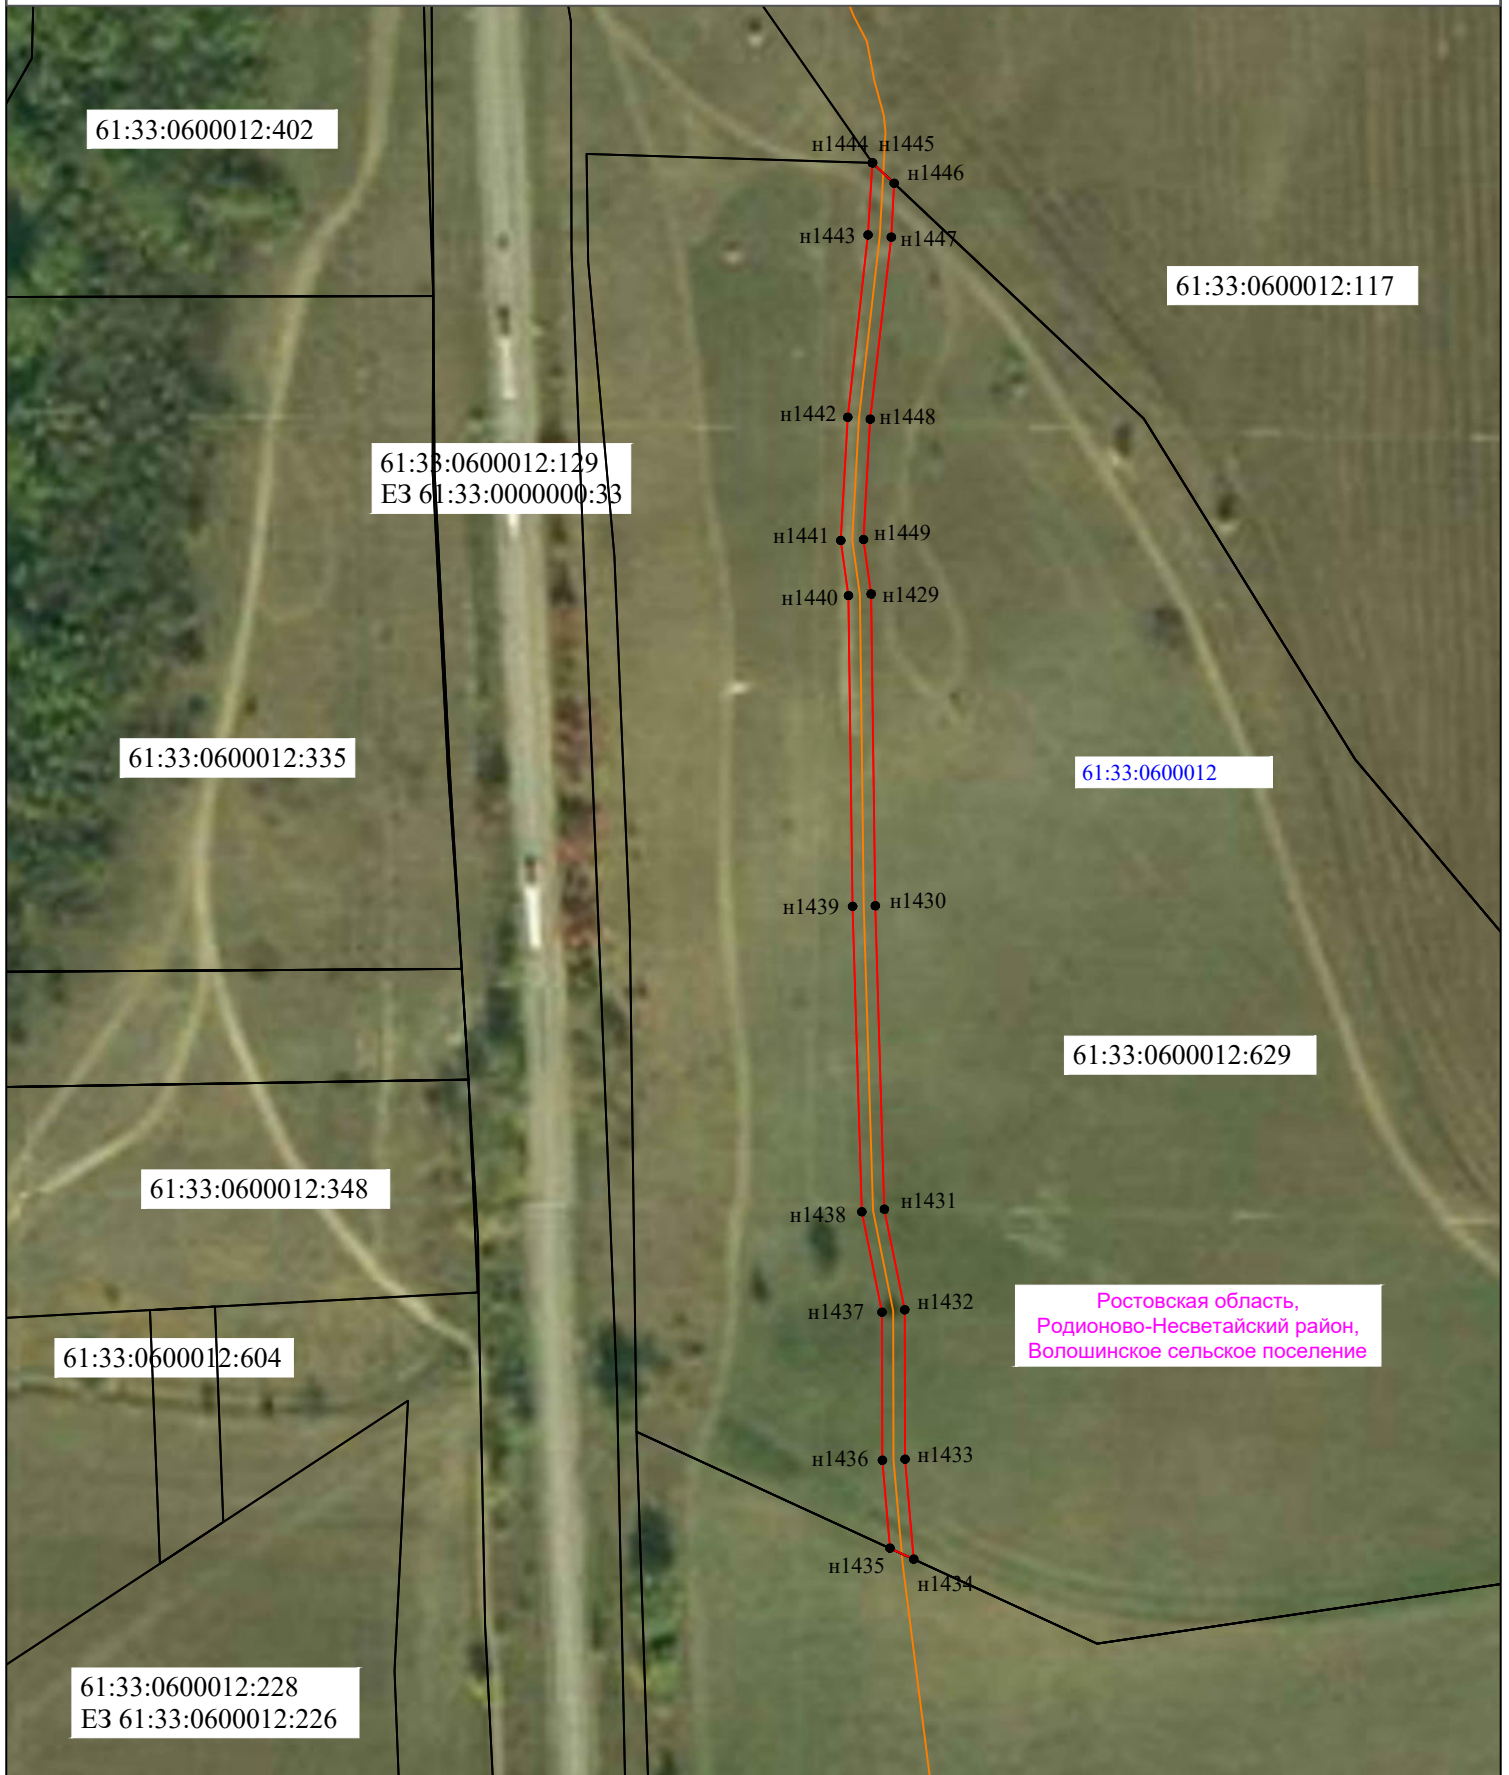 61:33:0600012:402
н1444
н1445
н1446
н1443
н1447
61:33:0600012:117
н1442
н1448
61:33:0600012:129
ЕЗ 61:33:0000000:33
н1441
н1449
н1440
н1429
61:33:0600012:335
61:33:0600012
н1439
н1430
61:33:0600012:629
61:33:0600012:348
н1438
н1431
н1437
н1432
Ростовская область,
Родионово-Несветайский район,
Волошинское сельское поселение
61:33:0600012:604
н1436
н1433
н1435
н1434
61:33:0600012:228
ЕЗ 61:33:0600012:226